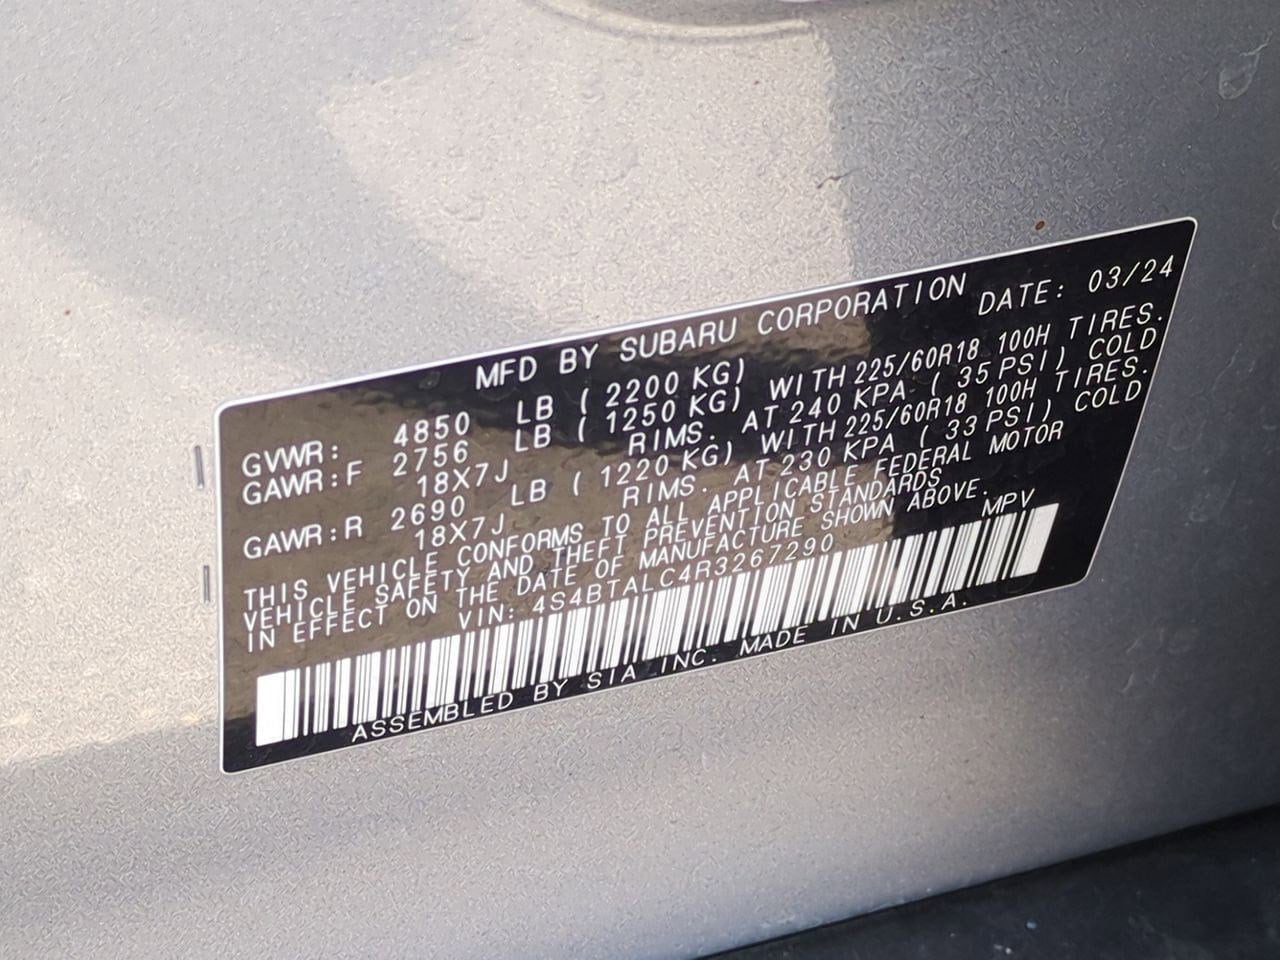 MFD BY SUBARU CORPORATION
DATE: 03/24
GVWR: 4850 LB ( 2200 KG)
GAWR:F 2756 LB ( 1250 KG) WITH 225/60R18 100H TIRES.
18X7J RIMS. AT 240 KPA ( 35 PSI) COLD
GAWR:R 2690 LB ( 1220 KG) WITH 225/60R18 100H TIRES.
18X7J RIMS. AT 230 KPA ( 33 PSI) COLD
THIS VEHICLE CONFORMS TO ALL APPLICABLE FEDERAL MOTOR
VEHICLE SAFETY AND THEFT PREVENTION STANDARDS
IN EFFECT ON THE DATE OF MANUFACTURE SHOWN ABOVE.
VIN: 4S4BTALC4R3267290 MPV
ASSEMBLED BY SIA INC. MADE IN U.S.A.